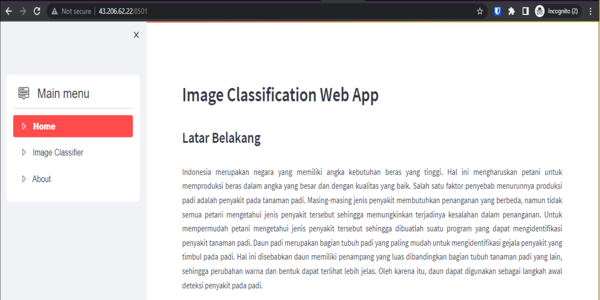 Not secure | 43.206.62.22:8501
Incognito (2)
X
Main menu
Home
Image Classifier
About
Image Classification Web App
Latar Belakang
Indonesia merupakan negara yang memiliki angka kebutuhan beras yang tinggi. Hal ini mengharuskan petani untuk
memproduksi beras dalam angka yang besar dan dengan kualitas yang baik. Salah satu faktor penyebab menurunnya produksi
padi adalah penyakit pada tanaman padi. Masing-masing jenis penyakit membutuhkan penanganan yang berbeda, namun tidak
semua petani mengetahui jenis penyakit tersebut sehingga memungkinkan terjadinya kesalahan dalam penanganan. Untuk
mempermudah petani mengetahui jenis penyakit tersebut sehingga dibuatlah suatu program yang dapat mengidentifikasi
penyakit tanaman padi. Daun padi merupakan bagian tubuh padi yang paling mudah untuk mengidentifikasi gejala penyakit yang
timbul pada padi. Hal ini disebabkan daun memiliki penampang yang luas dibandingkan bagian tubuh tanaman padi yang lain,
sehingga perubahan warna dan bentuk dapat terlihat lebih jelas. Oleh karena itu, daun dapat digunakan sebagai langkah awal
deteksi penyakit pada padi.